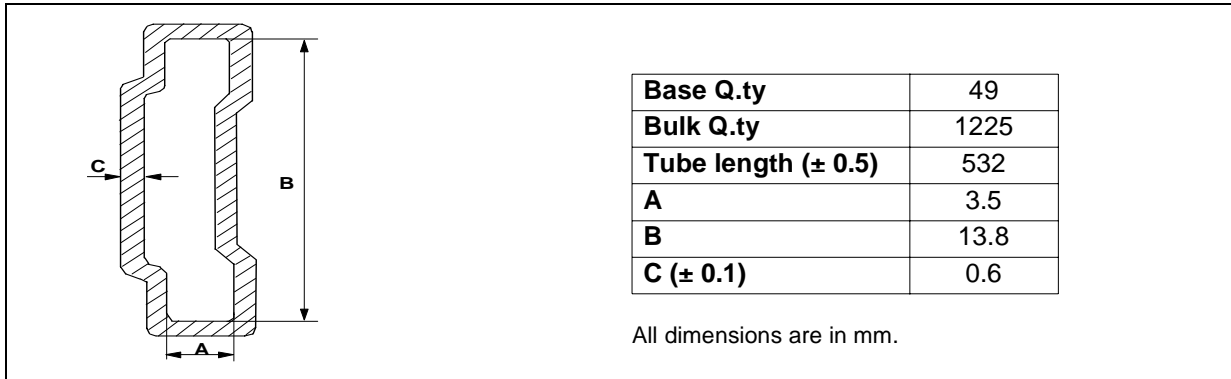 C
B
A
Base Q.ty 49
Bulk Q.ty 1225
Tube length (± 0.5) 532
A 3.5
B 13.8
C (± 0.1) 0.6
All dimensions are in mm.